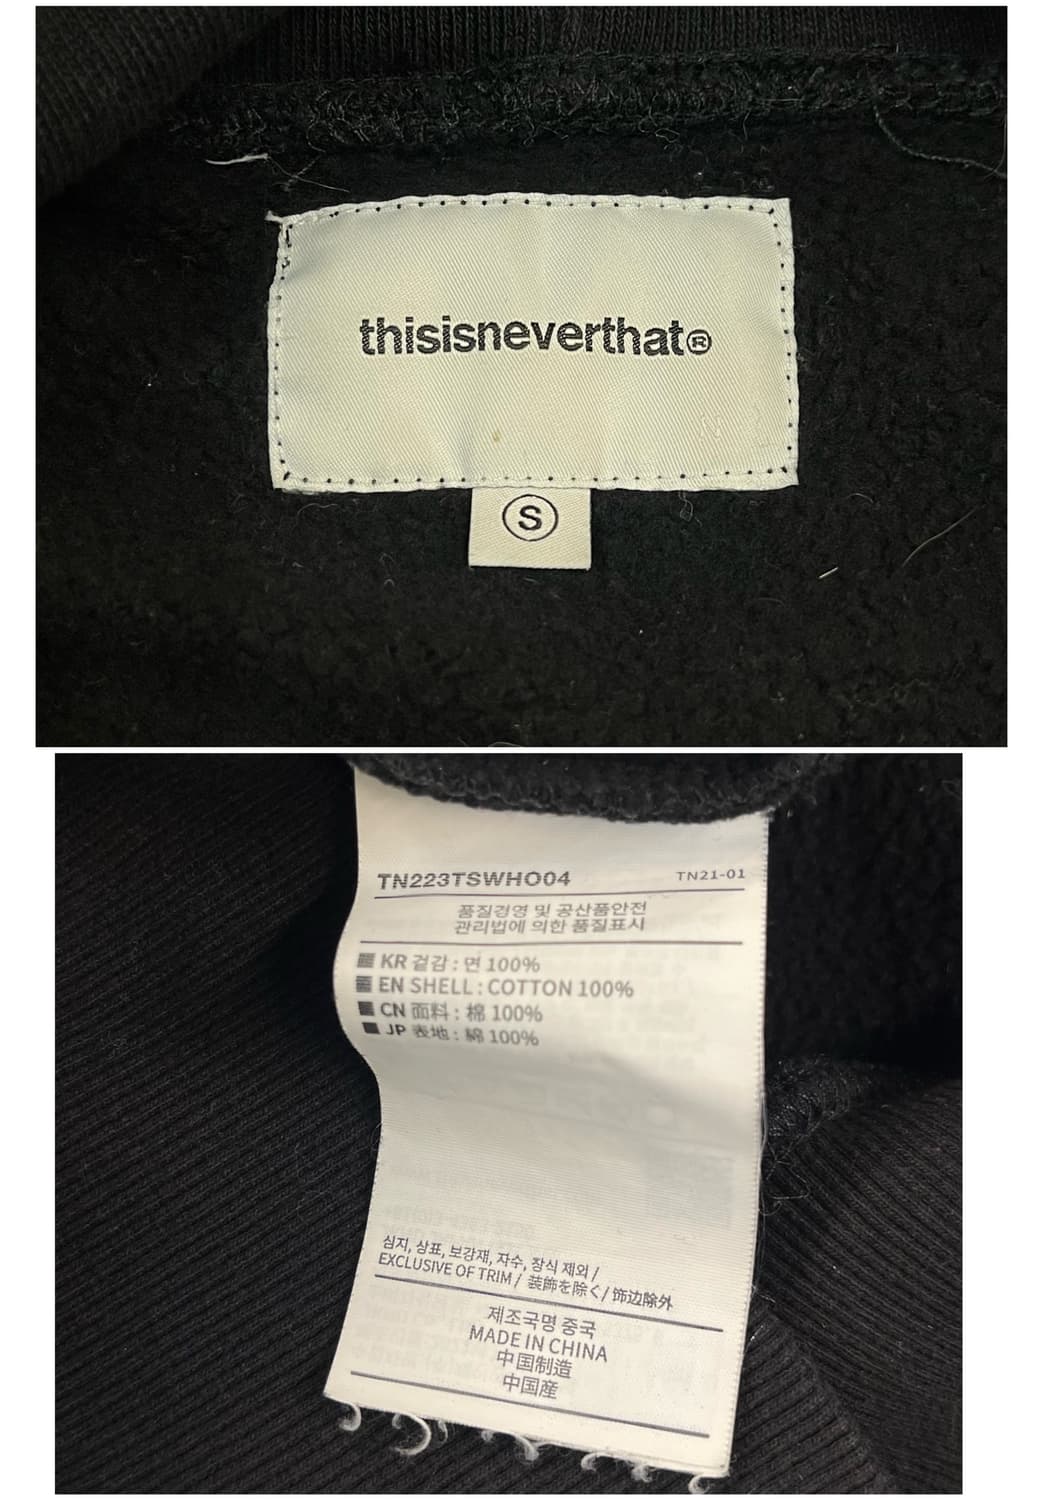 thisisneverthat®
S
TN223TSWHO04 TN21-01
품질경영 및 공산품안전
관리법에 의한 품질표시
KR 겉감 : 면 100%
EN SHELL : COTTON 100%
CN 面料 : 棉 100%
JP 表地 : 綿 100%
심지, 상표, 보강재, 자수, 장식 제외 /
EXCLUSIVE OF TRIM / 装飾を除く/ 饰边除外
제조국명 중국
MADE IN CHINA
中国制造
中国産